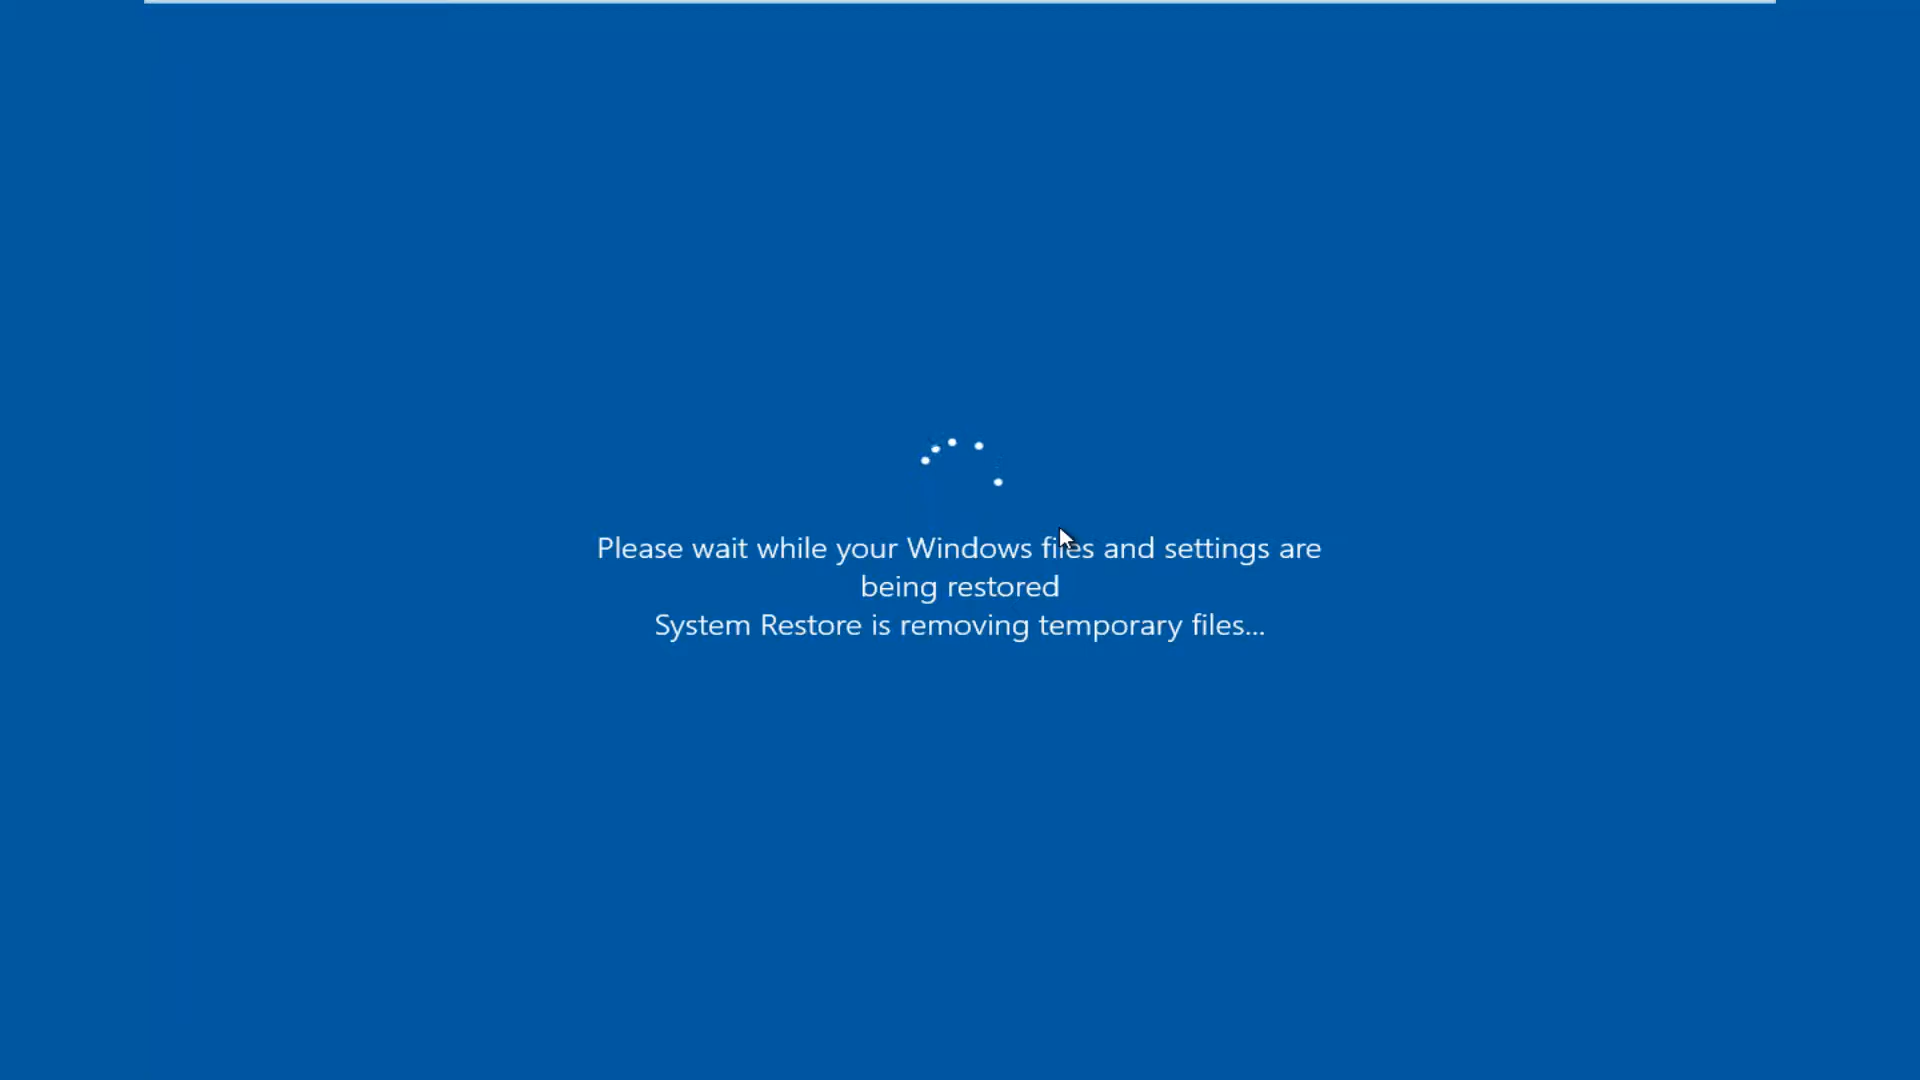 Please wait while your Windows files and settings are
being restored
System Restore is removing temporary files...